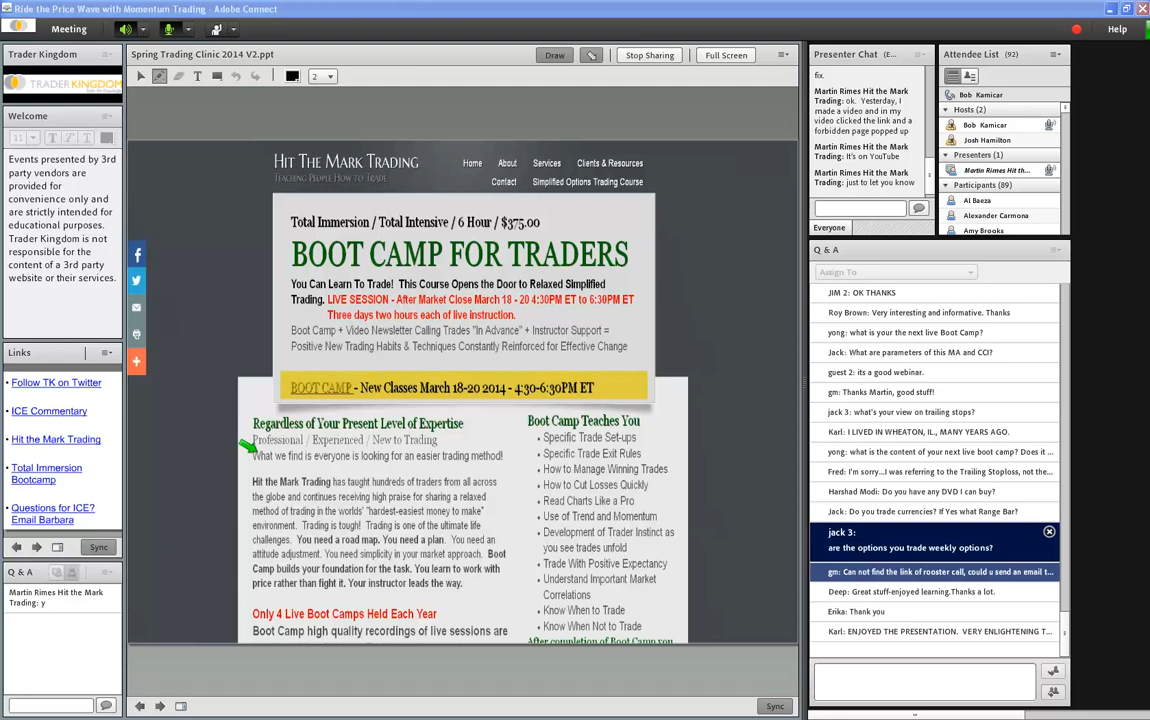 Ride the Price Wave with Momentum Trading - Adobe Connect
Meeting
Help
Trader Kingdom
TRADERKINGDOM
Welcome
11
Events presented by 3rd
party vendors are
provided for
convenience only and
are strictly intended for
educational purposes.
Trader Kingdom is not
responsible for the
content of a 3rd party
website or their services.
Links
Follow TK on Twitter
ICE Commentary
Hit the Mark Trading
Total Immersion
Bootcamp
Questions for ICE?
Email Barbara
Sync
Q & A
Martin Rimes Hit the Mark
Trading: y
Spring Trading Clinic 2014 V2.ppt
Draw
Stop Sharing
Full Screen
2
HIT THE MARK TRADING
TEACHING PEOPLE HOW TO TRADE
Home About Services Clients & Resources
Contact Simplified Options Trading Course
Total Immersion / Total Intensive / 6 Hour / $375.00
BOOT CAMP FOR TRADERS
You Can Learn To Trade! This Course Opens the Door to Relaxed Simplified
Trading. LIVE SESSION - After Market Close March 18 - 20 4:30PM ET to 6:30PM ET
Three days two hours each of live instruction.
Boot Camp + Video Newsletter Calling Trades "In Advance" + Instructor Support =
Positive New Trading Habits & Techniques Constantly Reinforced for Effective Change
BOOT CAMP - New Classes March 18-20 2014 - 4:30-6:30PM ET
Regardless of Your Present Level of Expertise
Professional / Experienced / New to Trading
What we find is everyone is looking for an easier trading method!
Hit the Mark Trading has taught hundreds of traders from all across
the globe and continues receiving high praise for sharing a relaxed
method of trading in the worlds' "hardest-easiest money to make"
environment. Trading is tough! Trading is one of the ultimate life
challenges. You need a road map. You need a plan. You need an
attitude adjustment. You need simplicity in your market approach. Boot
Camp builds your foundation for the task. You learn to work with
price rather than fight it. Your instructor leads the way.
Only 4 Live Boot Camps Held Each Year
Boot Camp high quality recordings of live sessions are
Boot Camp Teaches You
Specific Trade Set-ups
Specific Trade Exit Rules
How to Manage Winning Trades
How to Cut Losses Quickly
Read Charts Like a Pro
Use of Trend and Momentum
Development of Trader Instinct as
you see trades unfold
Trade With Positive Expectancy
Understand Important Market
Correlations
Know When to Trade
Know When Not to Trade
After completion of Boot Camp you
Sync
Presenter Chat (E...
fix.
Martin Rimes Hit the Mark
Trading: ok. Yesterday, I
made a video and in my
video clicked the link and a
forbidden page popped up
Martin Rimes Hit the Mark
Trading: It's on YouTube
Martin Rimes Hit the Mark
Trading: just to let you know
Everyone
Attendee List (92)
Bob Kamicar
Hosts (2)
Bob Kamicar
Josh Hamilton
Presenters (1)
Martin Rimes Hit th...
Participants (89)
Al Baeza
Alexander Carmona
Amy Brooks
Q & A
Assign To
JIM 2: OK THANKS
Roy Brown: Very interesting and informative. Thanks
yong: what is your the next live Boot Camp?
Jack: What are parameters of this MA and CCI?
guest 2: its a good webinar.
gm: Thanks Martin, good stuff!
jack 3: what's your view on trailing stops?
Karl: I LIVED IN WHEATON, IL., MANY YEARS AGO.
yong: what is the content of your next live boot camp? Does it ...
Fred: I'm sorry...I was referring to the Trailing Stoploss, not the...
Harshad Modi: Do you have any DVD I can buy?
Jack: Do you trade currencies? If Yes what Range Bar?
jack 3:
are the options you trade weekly options?
gm: Can not find the link of rooster call, could u send an email t...
Deep: Great stuff-enjoyed learning.Thanks a lot.
Erika: Thank you
Karl: ENJOYED THE PRESENTATION. VERY ENLIGHTENING T...